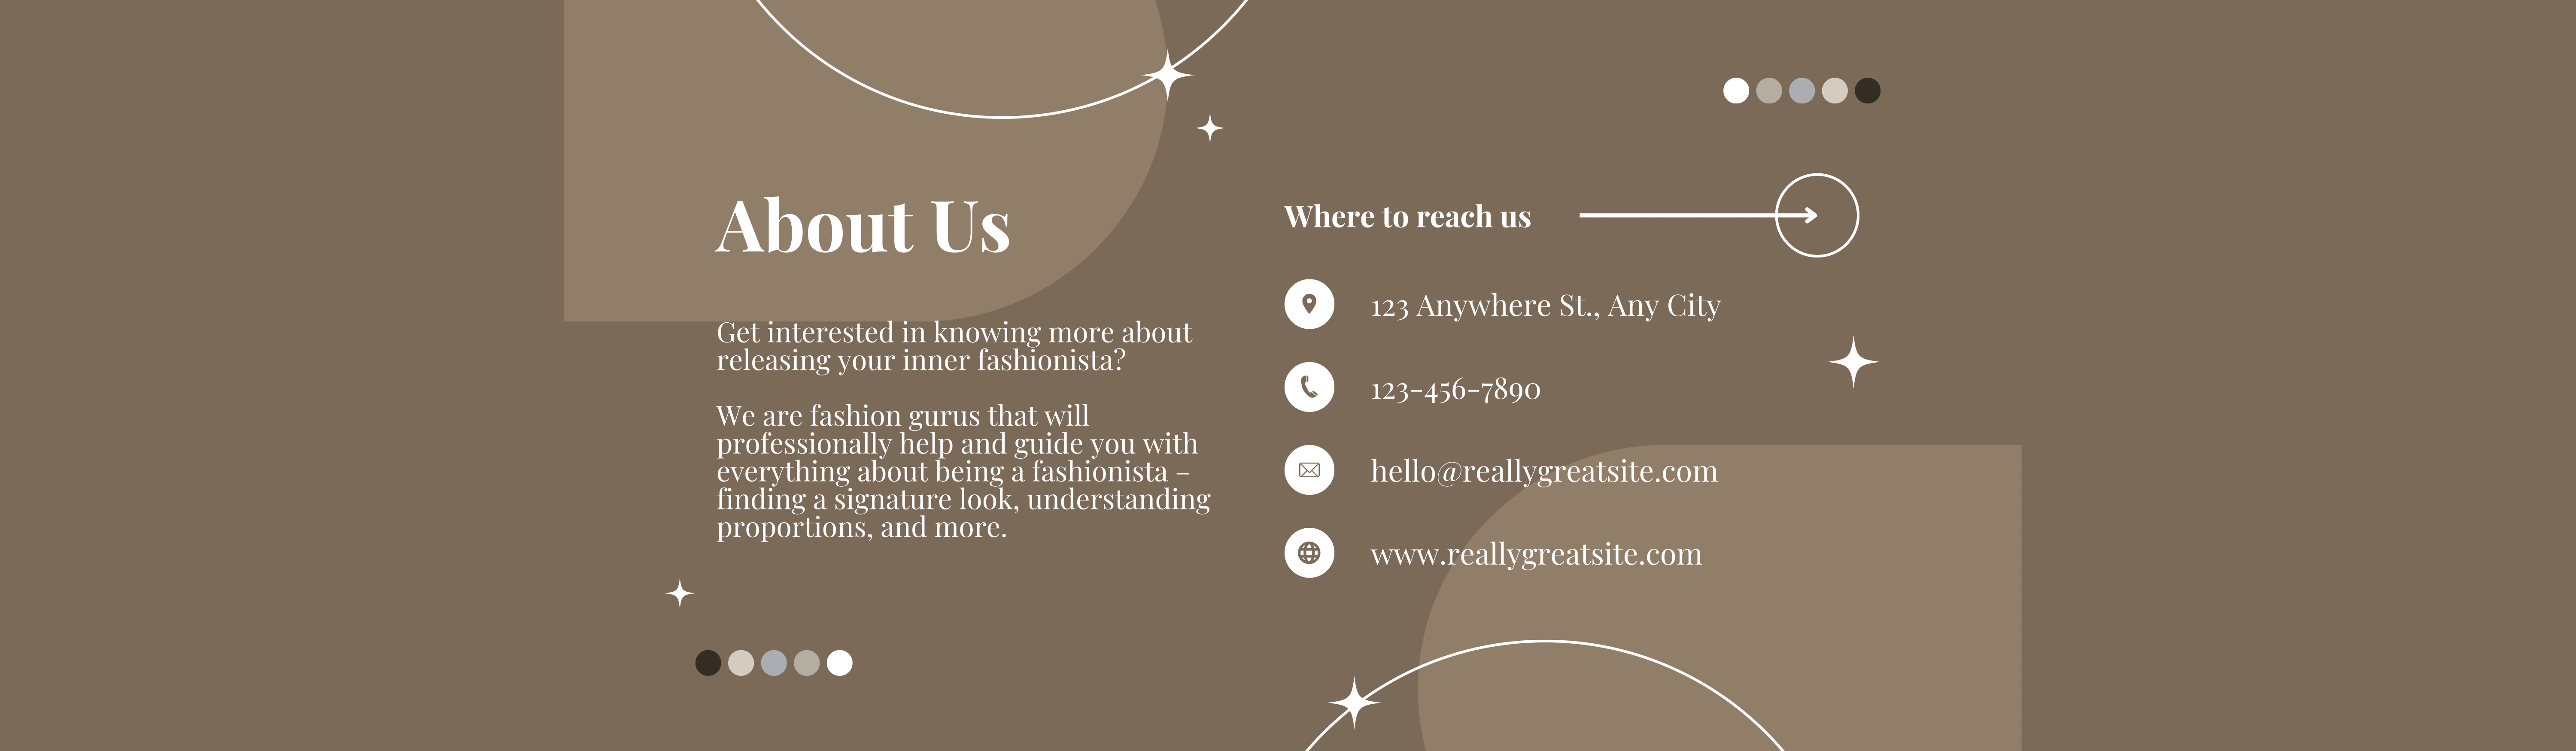 About Us
Get interested in knowing more about
releasing your inner fashionista?
We are fashion gurus that will
professionally help and guide you with
everything about being a fashionista –
finding a signature look, understanding
proportions, and more.
Where to reach us
123 Anywhere St., Any City
123-456-7890
hello@reallygreatsite.com
www.reallygreatsite.com